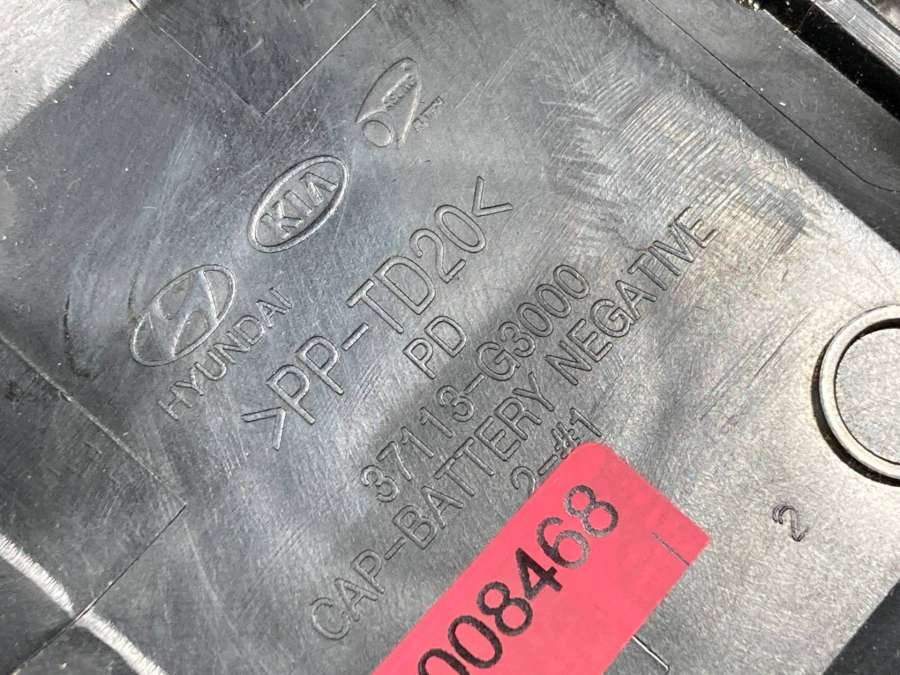 KIA
HYUNDAI
>PP-TD20<
PD
37113-G3000
CAP-BATTERY NEGATIVE
2-#1
2
008468